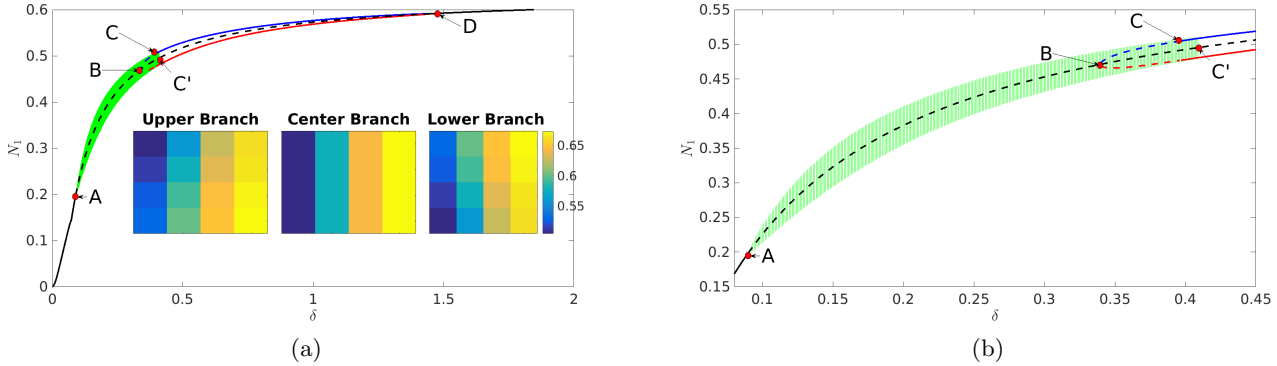 0.6
0.5
0.4
0.3
0.2
0.1
0
N1
0
0.5
1
1.5
2
δ
C
B
C'
D
A
Upper Branch
Center Branch
Lower Branch
0.65
0.6
0.55
(a)
0.55
0.5
0.45
0.4
0.35
0.3
0.25
0.2
0.15
N1
0.1
0.15
0.2
0.25
0.3
0.35
0.4
0.45
δ
C
B
C'
A
(b)